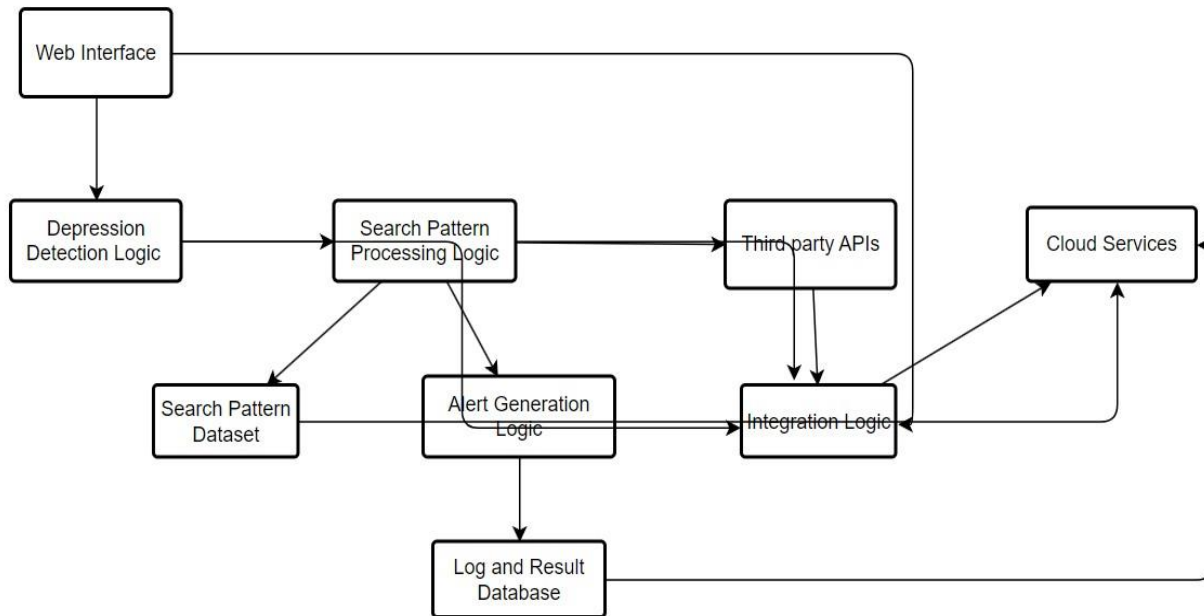 Web Interface
Depression
Detection Logic
Search Pattern
Processing Logic
Third party APIs
Cloud Services
Search Pattern
Dataset
Alert Generation
Logic
Integration Logic
Log and Result
Database